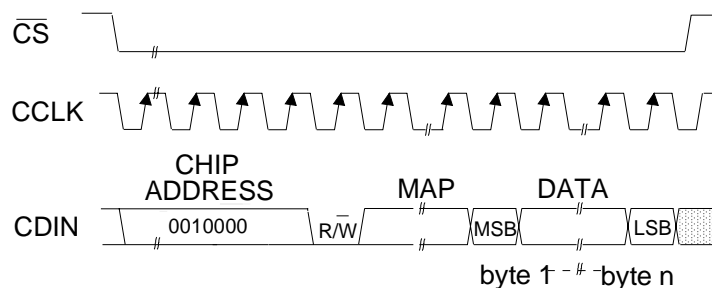 CS
CCLK
CHIP
ADDRESS
MAP
DATA
CDIN
0010000
R/W
MSB
LSB
byte 1
byte n